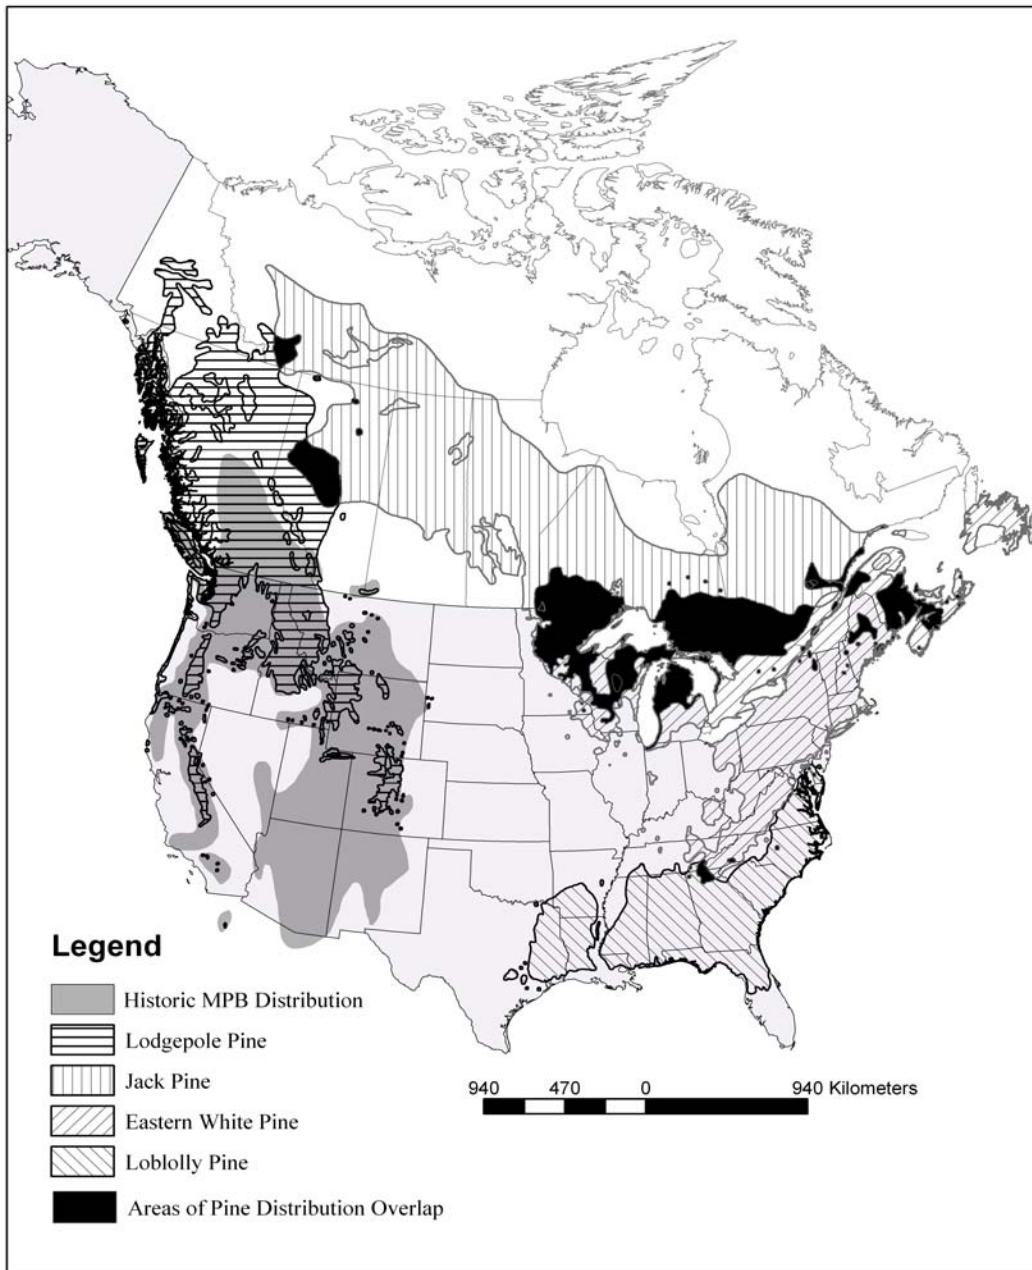 Legend
Historic MPB Distribution
Lodgepole Pine
Jack Pine
Eastern White Pine
Loblolly Pine
Areas of Pine Distribution Overlap
940 470 0 940 Kilometers